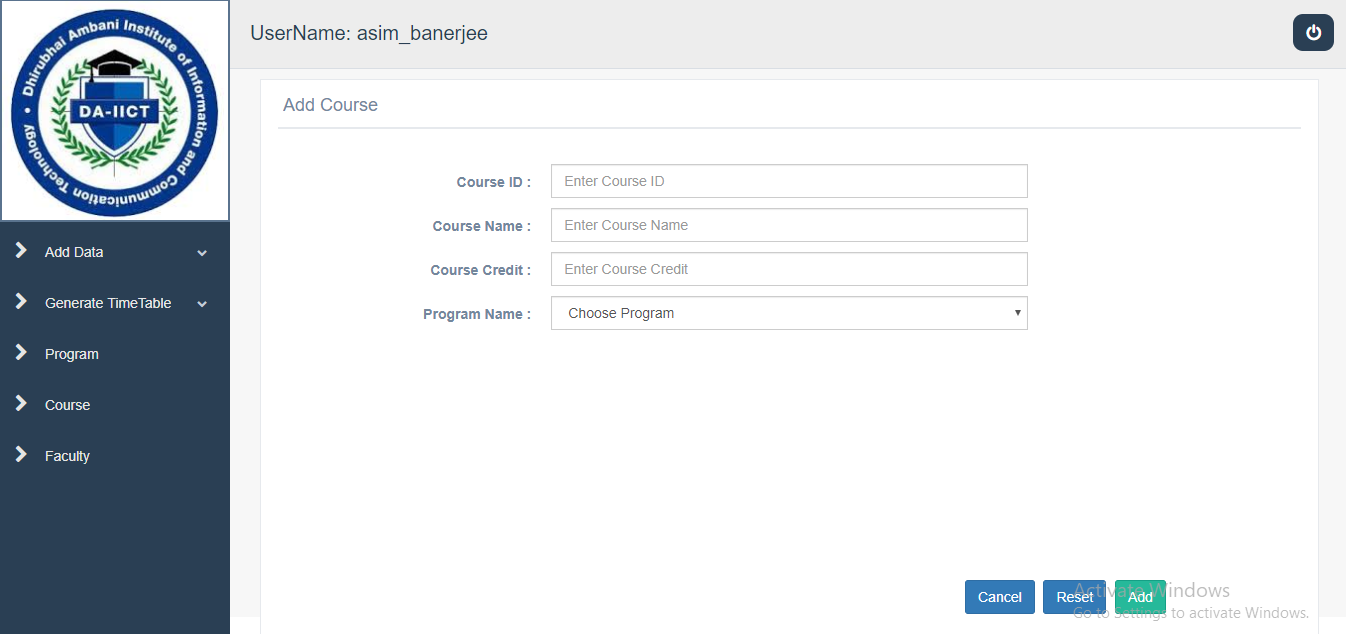 Dhirubhai Ambani Institute of Information and Communication Technology
DA-IICT
UserName: asim_banerjee
Add Data
Generate TimeTable
Program
Course
Faculty
Add Course
Course ID :
Enter Course ID
Course Name :
Enter Course Name
Course Credit :
Enter Course Credit
Program Name :
Choose Program
Cancel
Reset
Add
Activate Windows
Go to Settings to activate Windows.